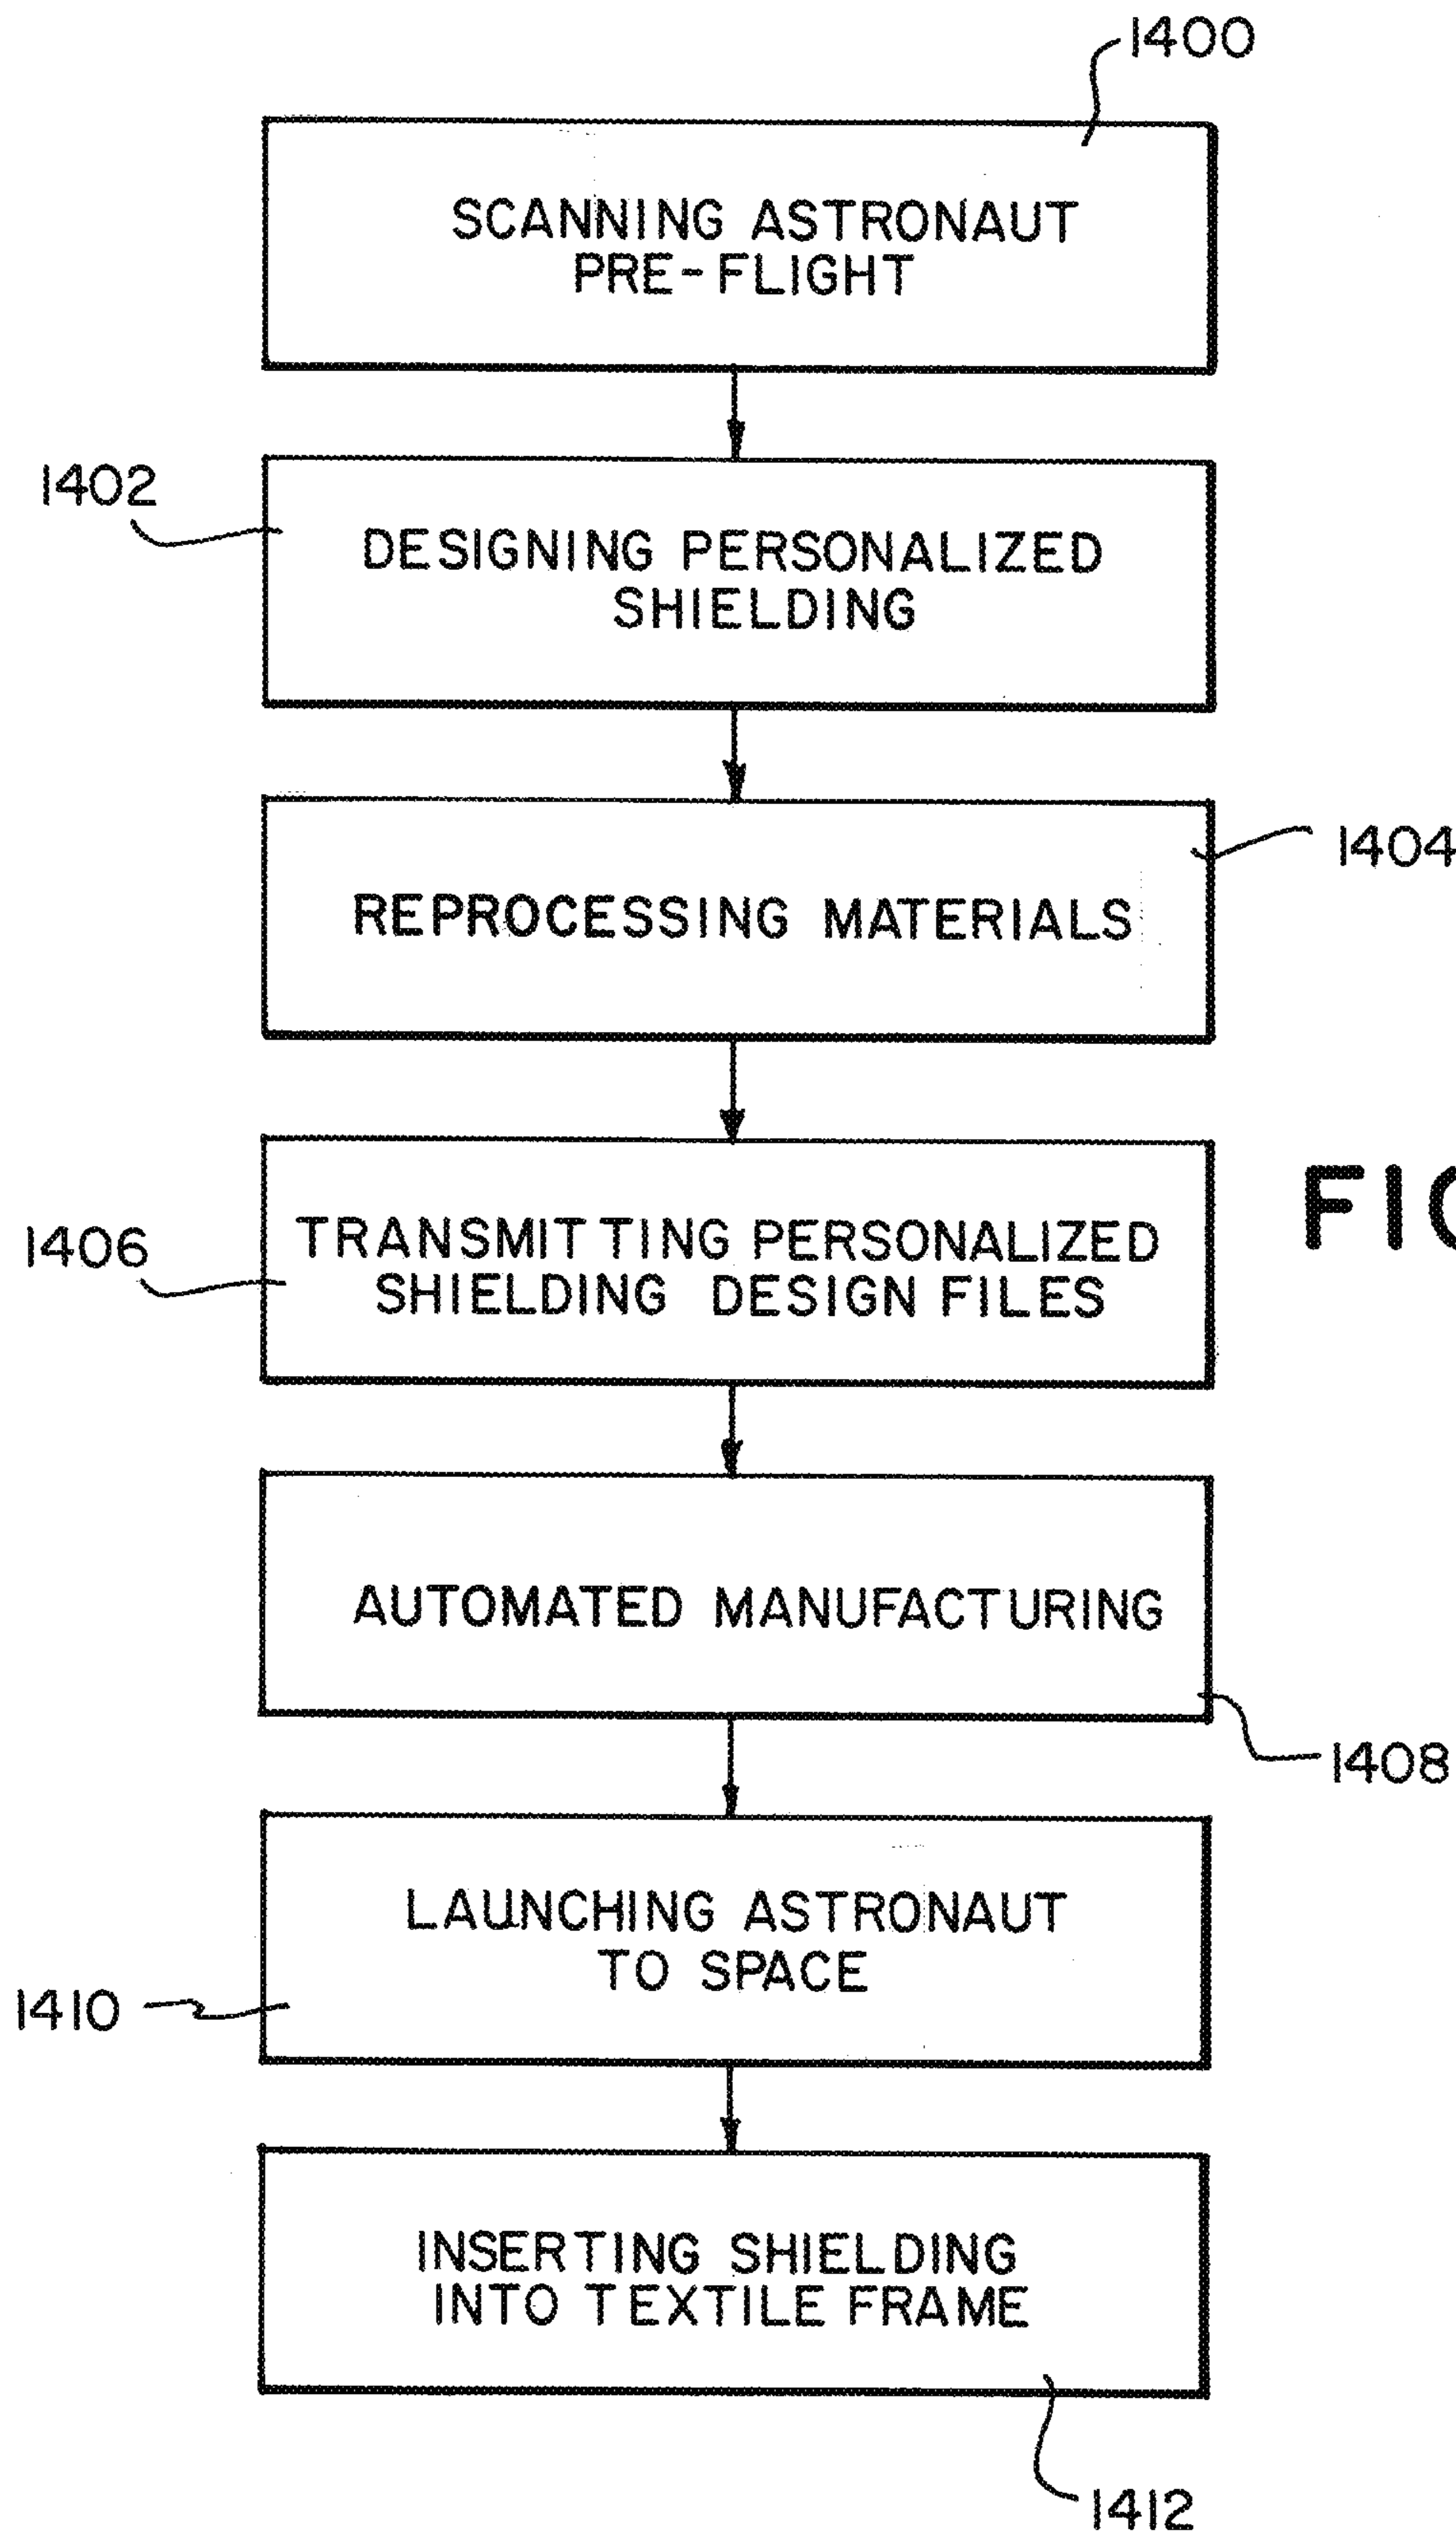 1400
SCANNING ASTRONAUT
PRE-FLIGHT
1402
DESIGNING PERSONALIZED
SHIELDING
1404
REPROCESSING MATERIALS
1406
TRANSMITTING PERSONALIZED
SHIELDING DESIGN FILES
AUTOMATED MANUFACTURING
1408
LAUNCHING ASTRONAUT
TO SPACE
1410
INSERTING SHIELDING
INTO TEXTILE FRAME
1412